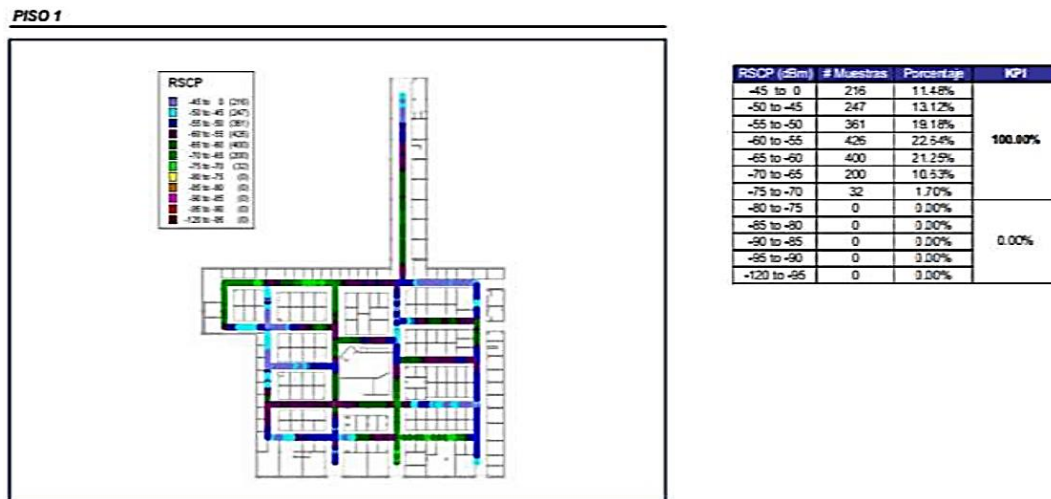 PISO 1
RSCP
-45 to 0 (216)
-50 to -45 (247)
-55 to -50 (361)
-60 to -55 (426)
-65 to -60 (400)
-70 to -65 (200)
-75 to -70 (32)
-80 to -75 (0)
-85 to -80 (0)
-90 to -85 (0)
-95 to -90 (0)
-120 to -95 (0)
RSCP (dBm) # Muestras Porcentaje KPI
-45 to 0 216 11.48%
-50 to -45 247 13.12%
-55 to -50 361 19.18%
-60 to -55 426 22.64% 100.00%
-65 to -60 400 21.25%
-70 to -65 200 10.63%
-75 to -70 32 1.70%
-80 to -75 0 0.00%
-85 to -80 0 0.00%
-90 to -85 0 0.00% 0.00%
-95 to -90 0 0.00%
-120 to -95 0 0.00%